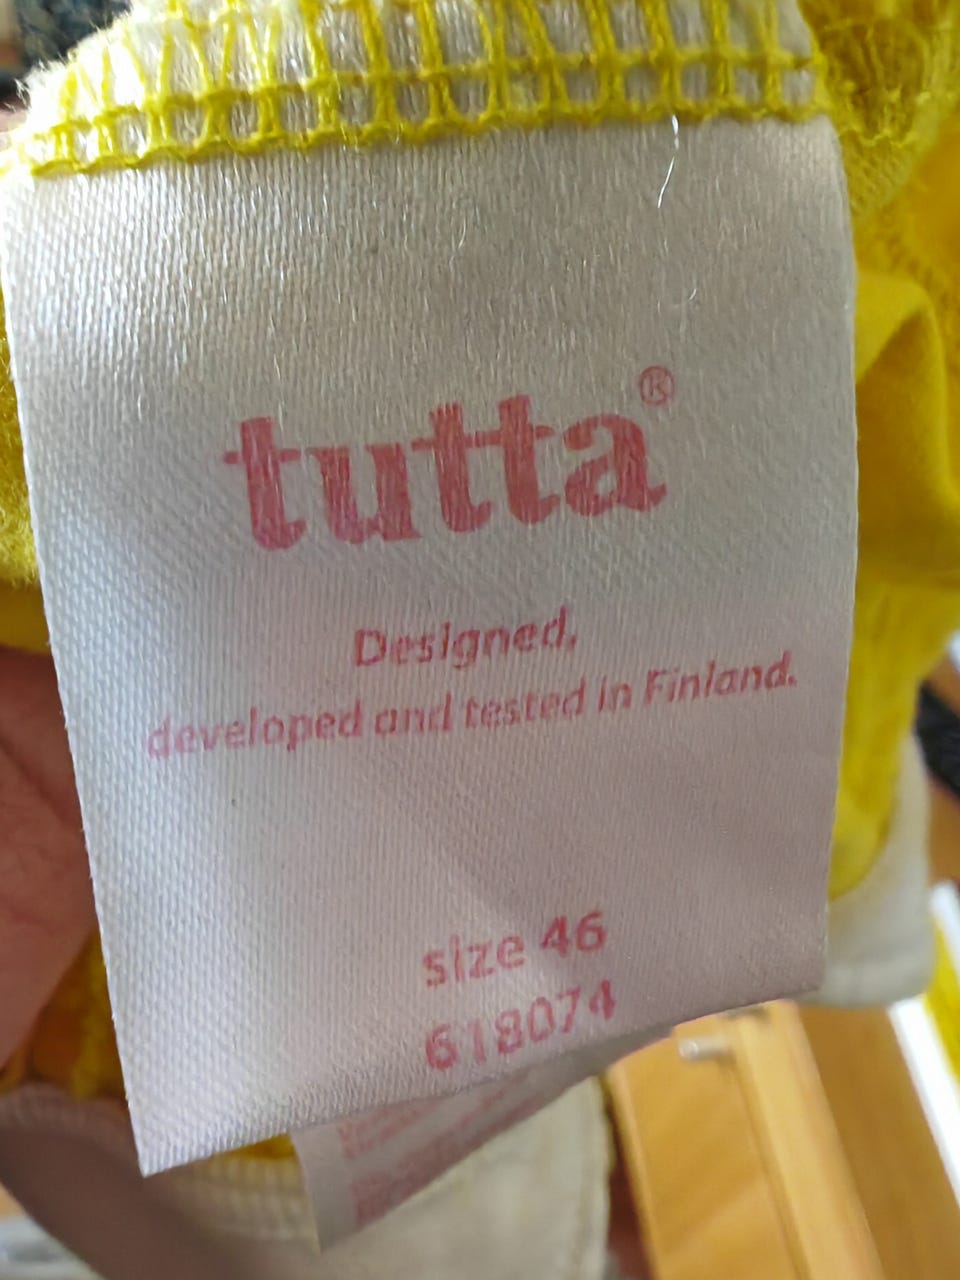 tutta®
Designed,
developed and tested in Finland.
size 46
618074